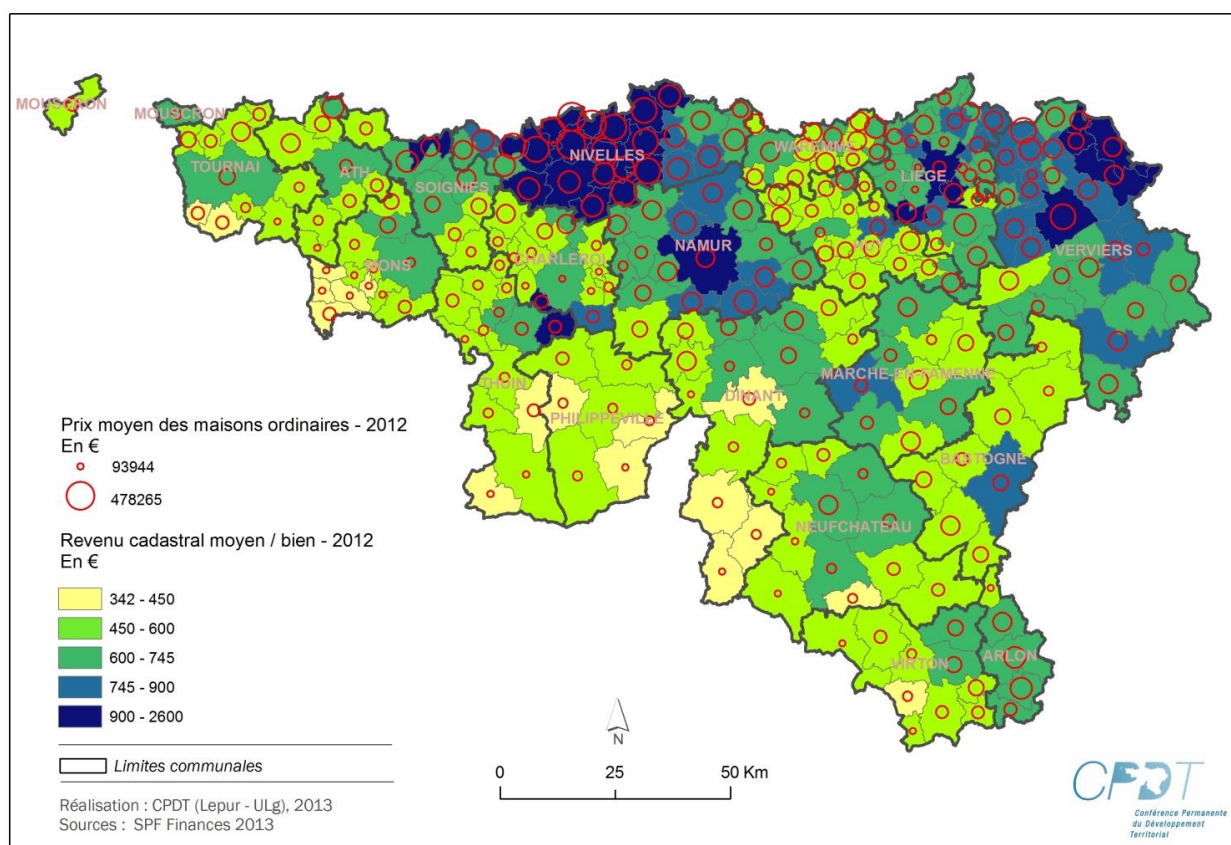 MOUSCRON
MOUSCRON
TOURNAI
ATH
SOIGNIES
NIVELLES
WAREMME
LIÈGE
MONS
CHARLEROI
NAMUR
HUY
VERVIERS
THUIN
PHILIPPEVILLE
DINANT
MARCHE-EN-FAMENNE
BASTOGNE
NEUFCHATEAU
VIRTON
ARLON
Prix moyen des maisons ordinaires - 2012
En €
93944
478265
Revenu cadastral moyen / bien - 2012
En €
342 - 450
450 - 600
600 - 745
745 - 900
900 - 2600
Limites communales
Réalisation : CPDT (Lepur - ULg), 2013
Sources : SPF Finances 2013
N
0 25 50 Km
CPDT
Conférence Permanente
du Développement
Territorial